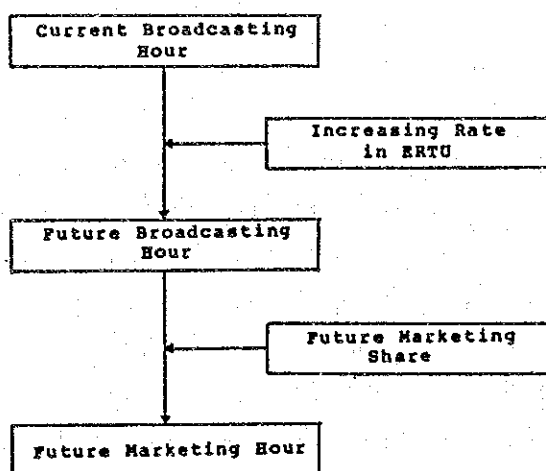 Current Broadcasting
Hour
Increasing Rate
in ERTU
Future Broadcasting
Hour
Future Marketing
Share
Future Marketing Hour